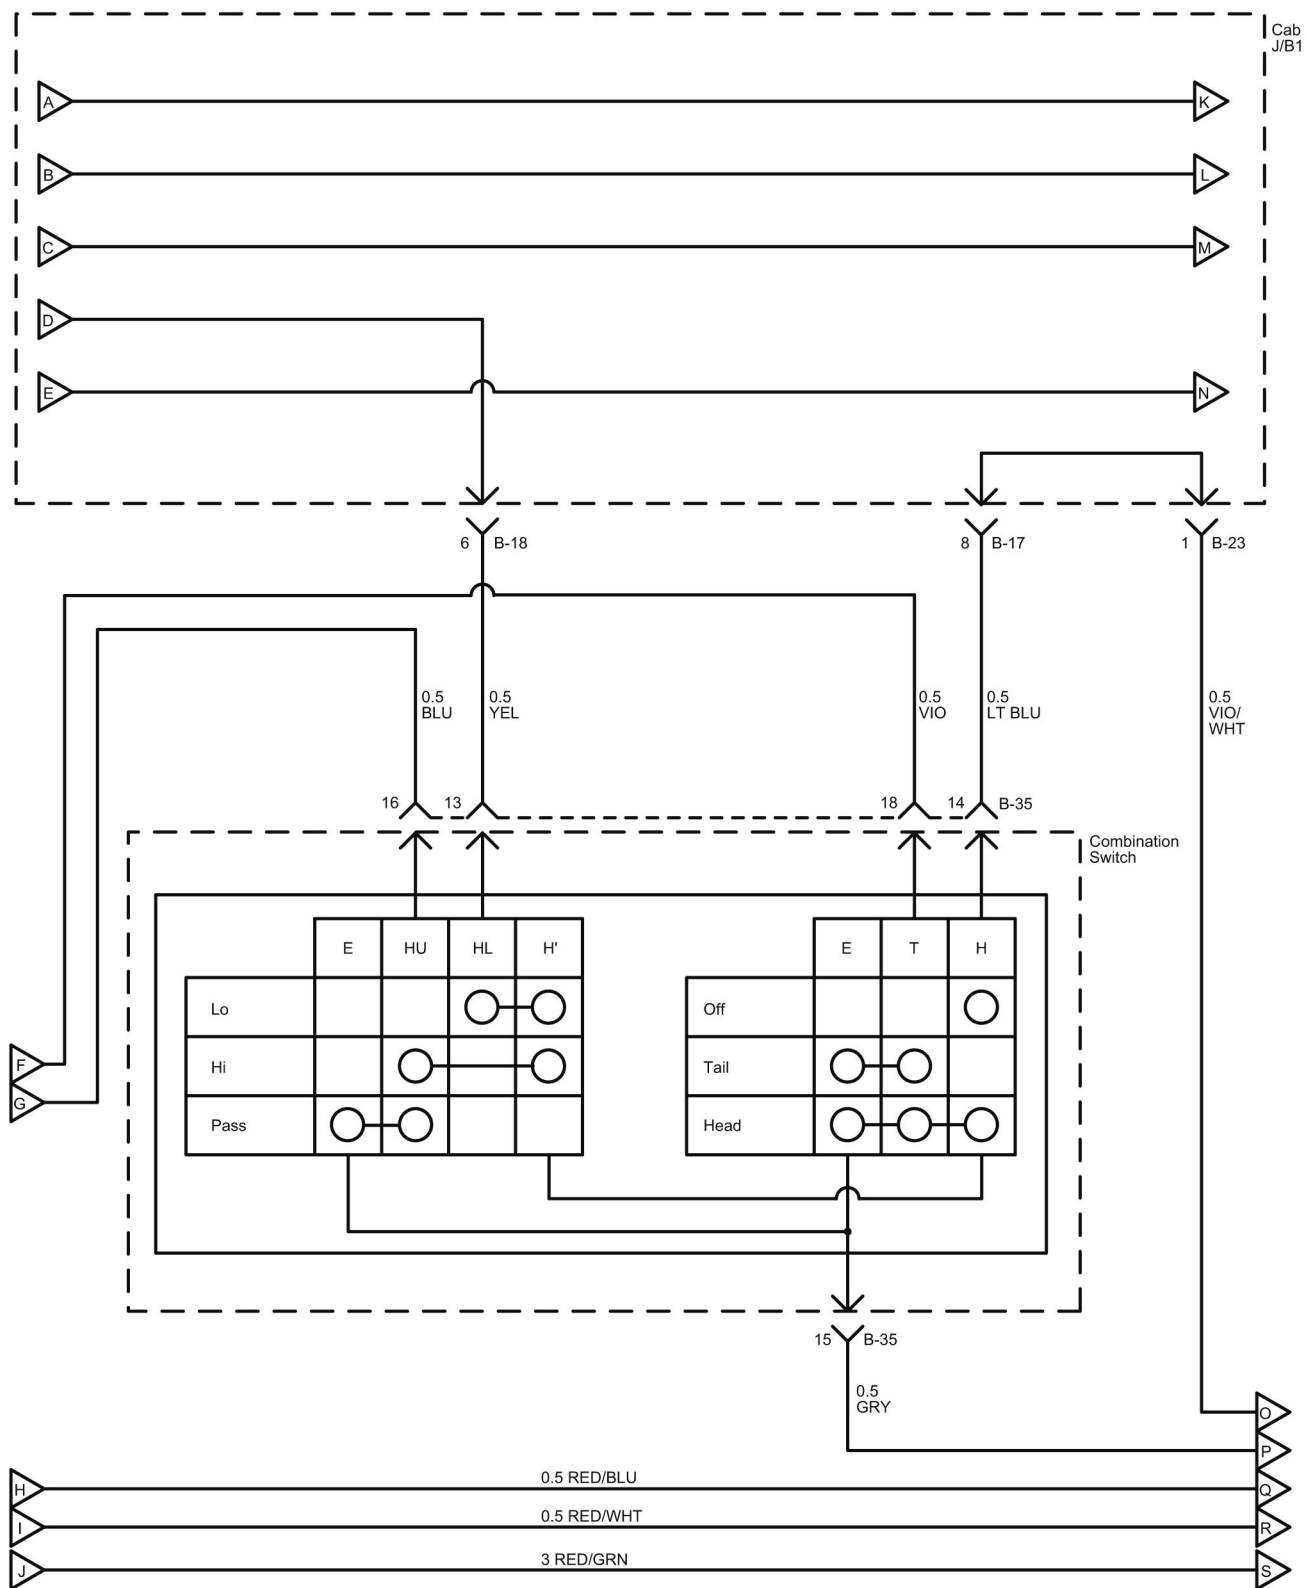 Cab
J/B1
A
K
B
L
C
M
D
E
N
6 B-18
8 B-17
1 B-23
0.5
BLU
0.5
YEL
0.5
VIO
0.5
LT BLU
0.5
VIO/
WHT
16 13 18 14 B-35
Combination
Switch
E HU HL H'
E T H
Lo
Off
Hi
Tail
Pass
Head
F
G
15 B-35
0.5
GRY
O
P
H 0.5 RED/BLU Q
I 0.5 RED/WHT R
J 3 RED/GRN S